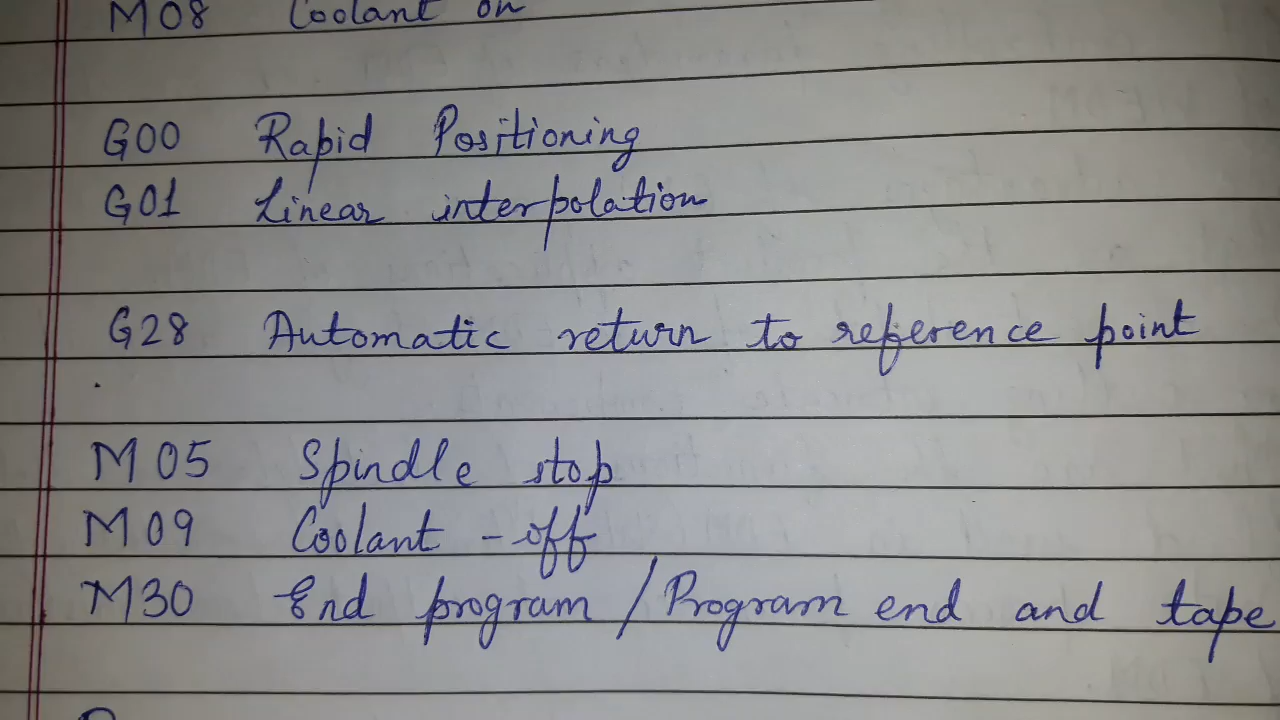 M08 Coolant on
G00 Rapid Positioning
G01 Linear interpolation
G28 Automatic return to reference point
M05 Spindle stop
M09 Coolant - off
M30 End program / Program end and tape